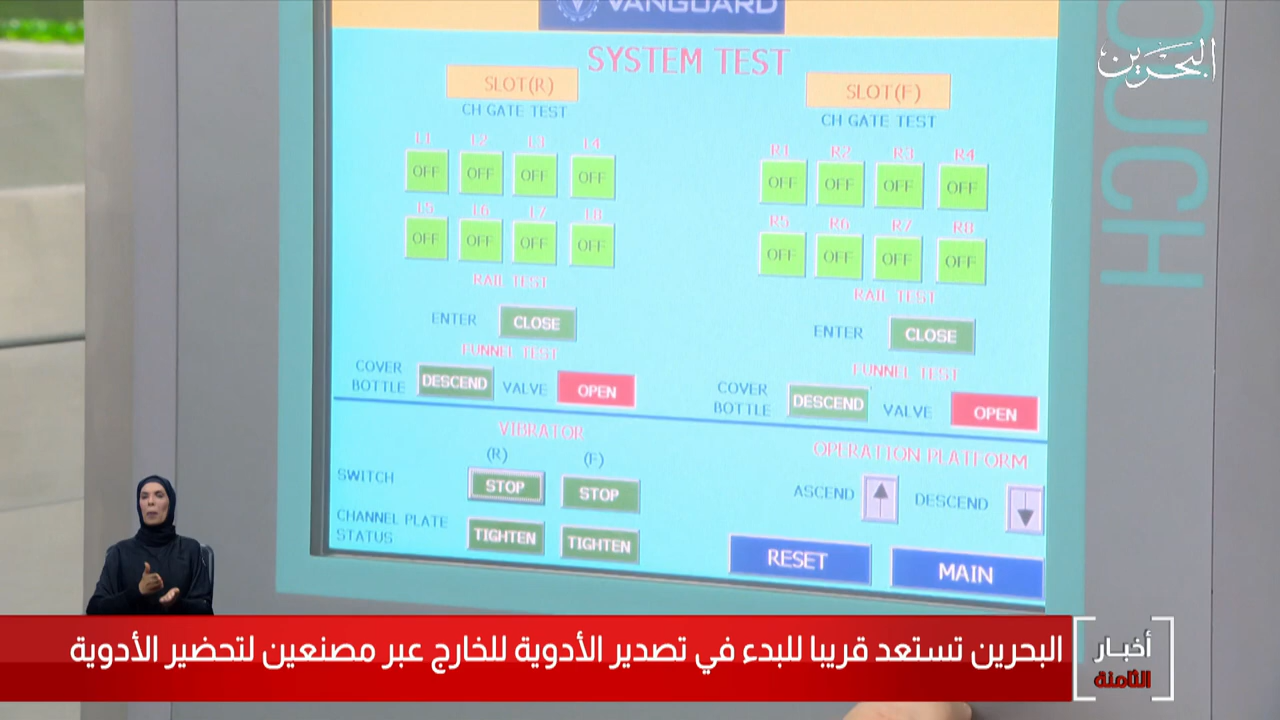 VANGUARD
البحرين
TOUCH
SYSTEM TEST
SLOT(R)
CH GATE TEST
L1 L2 L3 L4
OFF OFF OFF OFF
L5 L6 L7 L8
OFF OFF OFF OFF
RAIL TEST
ENTER CLOSE
FUNNEL TEST
COVER BOTTLE DESCEND VALVE OPEN
SLOT(F)
CH GATE TEST
R1 R2 R3 R4
OFF OFF OFF OFF
R5 R6 R7 R8
OFF OFF OFF OFF
RAIL TEST
ENTER CLOSE
FUNNEL TEST
COVER BOTTLE DESCEND VALVE OPEN
VIBRATOR
(R) (F)
SWITCH STOP STOP
CHANNEL PLATE STATUS TIGHTEN TIGHTEN
OPERATION PLATFORM
ASCEND DESCEND
RESET MAIN
أخبار
الثامنة
البحرين تستعد قريبا للبدء في تصدير الأدوية للخارج عبر مصنعين لتحضير الأدوية